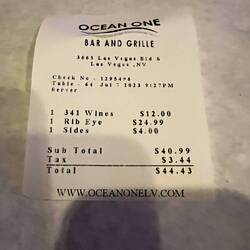 OCEAN ONE
BAR AND GRILLE
3663 Las Vegas Bld S
Las Vegas ,NV
Check No - 1295496
Table - 64 Jul 7 2023 9:27PM
Server
1 341 Wines $12.00
1 Rib Eye $24.99
1 Sides $4.00
Sub Total $40.99
Tax $3.44
Total $44.43
WWW.OCEANONELV.COM